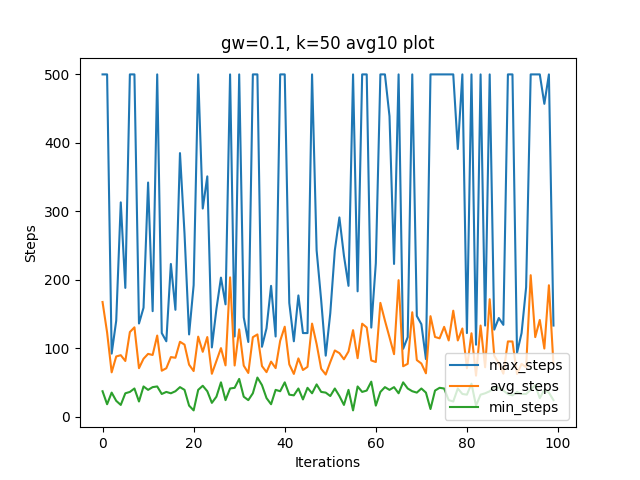 gw=0.1, k=50 avg10 plot
500
400
300
200
100
0
Steps
max_steps
avg_steps
min_steps
0 20 40 60 80 100
Iterations